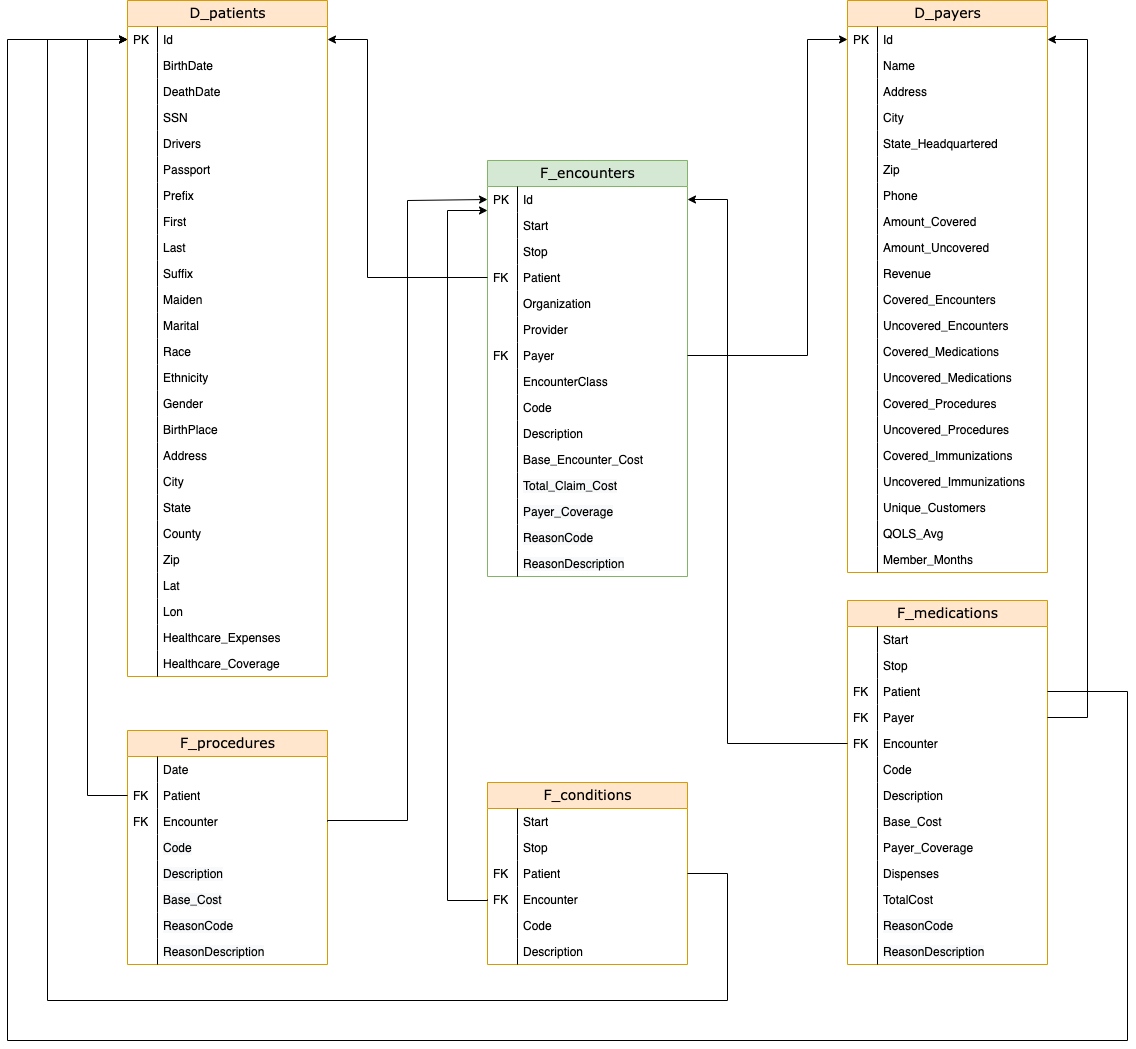 D_patients
PK Id
BirthDate
DeathDate
SSN
Drivers
Passport
Prefix
First
Last
Suffix
Maiden
Marital
Race
Ethnicity
Gender
BirthPlace
Address
City
State
County
Zip
Lat
Lon
Healthcare_Expenses
Healthcare_Coverage
F_procedures
Date
FK Patient
FK Encounter
Code
Description
Base_Cost
ReasonCode
ReasonDescription
F_encounters
PK Id
Start
Stop
FK Patient
Organization
Provider
FK Payer
EncounterClass
Code
Description
Base_Encounter_Cost
Total_Claim_Cost
Payer_Coverage
ReasonCode
ReasonDescription
F_conditions
Start
Stop
FK Patient
FK Encounter
Code
Description
D_payers
PK Id
Name
Address
City
State_Headquartered
Zip
Phone
Amount_Covered
Amount_Uncovered
Revenue
Covered_Encounters
Uncovered_Encounters
Covered_Medications
Uncovered_Medications
Covered_Procedures
Uncovered_Procedures
Covered_Immunizations
Uncovered_Immunizations
Unique_Customers
QOLS_Avg
Member_Months
F_medications
Start
Stop
FK Patient
FK Payer
FK Encounter
Code
Description
Base_Cost
Payer_Coverage
Dispenses
TotalCost
ReasonCode
ReasonDescription